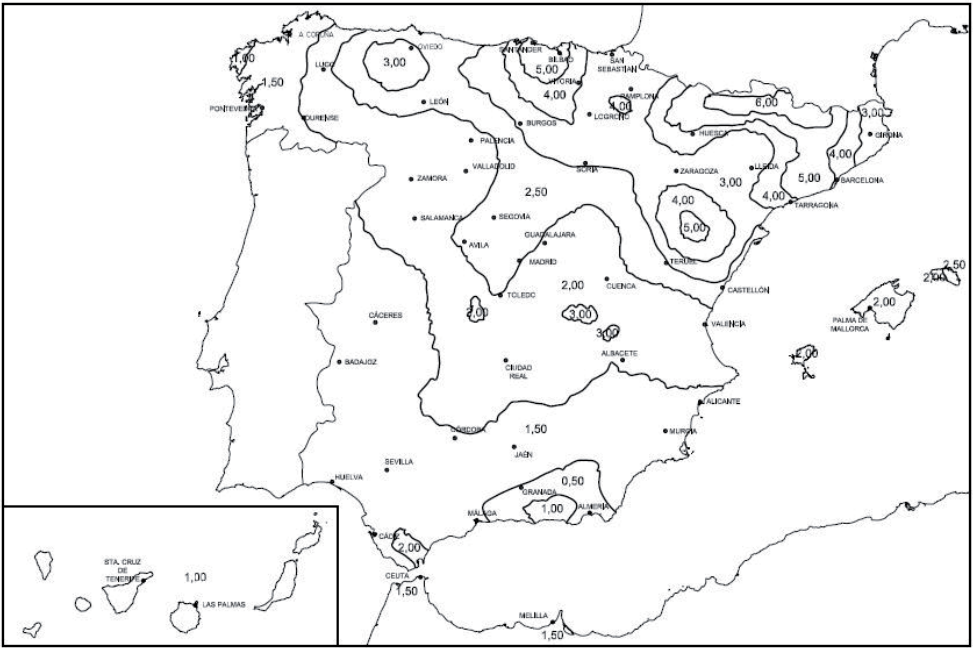 A CORUÑA
OVIEDO
SANTANDER
BILBAO
SAN
SEBASTIAN
1,00
LUGO
3,00
5,00
1,50
VITORIA
4,00
PAMPLONA
4,00
6,00
PONTEVEDRA
LEÓN
OURENSE
BURGOS
LOGROÑO
HUESCA
3,00
GIRONA
PALENCIA
4,00
VALLADOLID
SORIA
ZARAGOZA
LLEIDA
ZAMORA
3,00
5,00
BARCELONA
2,50
4,00
4,00
TARRAGONA
SALAMANCA
SEGOVIA
5,00
AVILA
GUADALAJARA
MADRID
TERUEL
2,50
2,00
TOLEDO
2,00
CUENCA
CASTELLÓN
2,00
3,00
3,00
CÁCERES
VALENCIA
PALMA DE
MALLORCA
3,00
BADAJOZ
CIUDAD
REAL
ALBACETE
2,00
ALICANTE
CÓRDOBA
1,50
MURCIA
JAÉN
SEVILLA
HUELVA
0,50
GRANADA
MÁLAGA
1,00
ALMERÍA
CÁDIZ
2,00
STA. CRUZ
DE
TENERIFE
1,00
CEUTA
1,50
LAS PALMAS
MELILLA
1,50